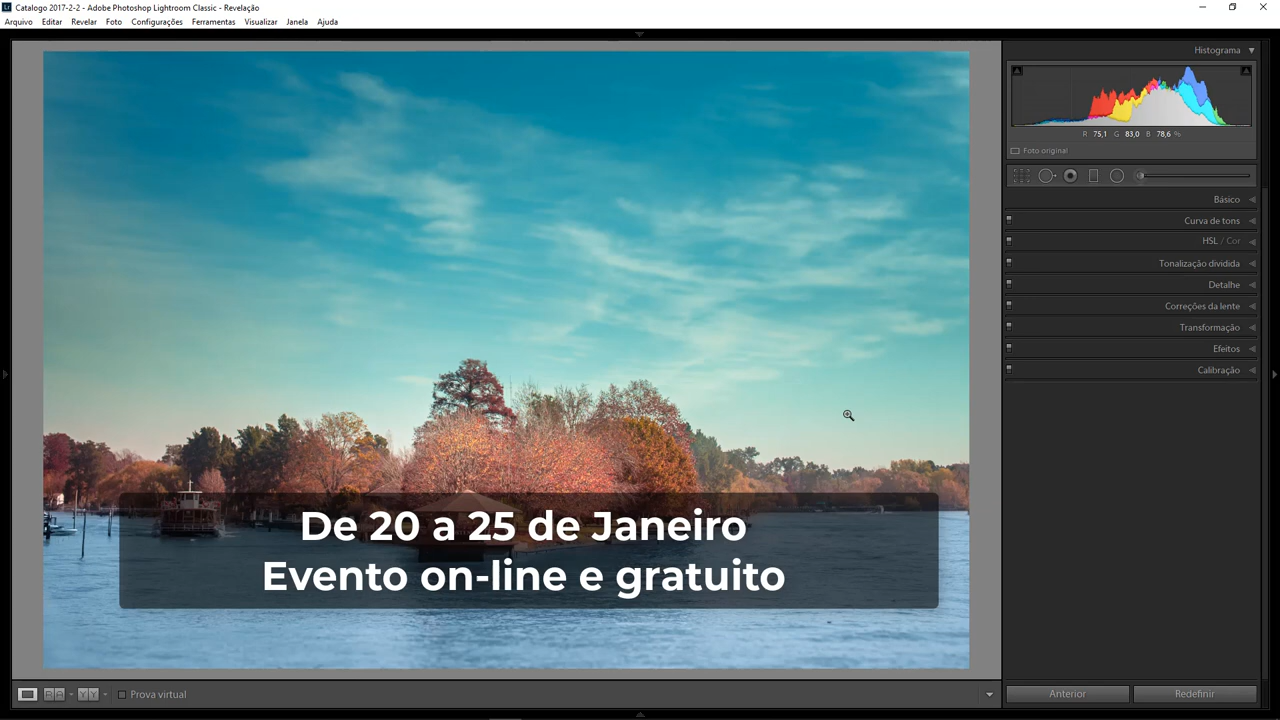 Lr Catalogo 2017-2-2 - Adobe Photoshop Lightroom Classic - Revelação
Arquivo Editar Revelar Foto Configurações Ferramentas Visualizar Janela Ajuda
Histograma
R 75,1 G 83,0 B 78,6 %
Foto original
Básico
Curva de tons
HSL / Cor
Tonalização dividida
Detalhe
Correções da lente
Transformação
Efeitos
Calibração
De 20 a 25 de Janeiro
Evento on-line e gratuito
R A Y Y Prova virtual
Anterior Redefinir